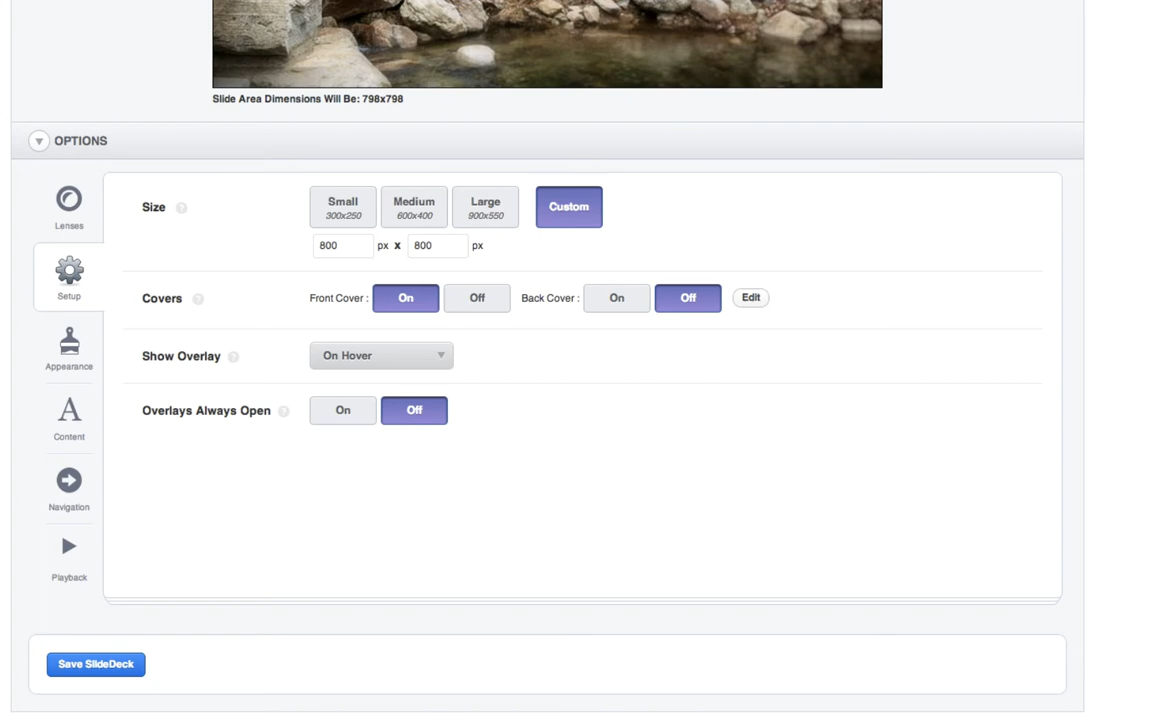 Slide Area Dimensions Will Be: 798x798
OPTIONS
Lenses
Setup
Appearance
Content
Navigation
Playback
Size ?
Small
300x250
Medium
600x400
Large
900x550
Custom
800 px x 800 px
Covers ? Front Cover : On Off Back Cover : On Off Edit
Show Overlay ? On Hover
Overlays Always Open ? On Off
Save SlideDeck